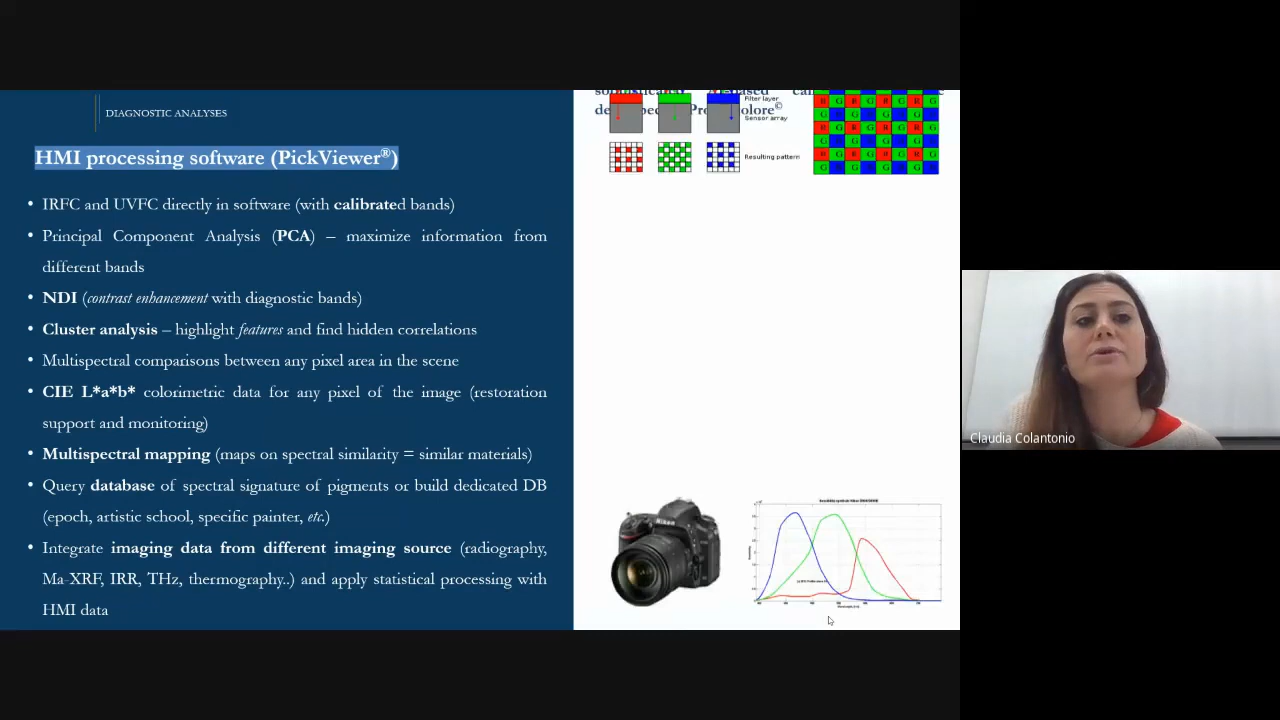 DIAGNOSTIC ANALYSES
HMI processing software (PickViewer®)
• IRFC and UVFC directly in software (with calibrated bands)
• Principal Component Analysis (PCA) – maximize information from
different bands
• NDI (contrast enhancement with diagnostic bands)
• Cluster analysis – highlight features and find hidden correlations
• Multispectral comparisons between any pixel area in the scene
• CIE L*a*b* colorimetric data for any pixel of the image (restoration
support and monitoring)
• Multispectral mapping (maps on spectral similarity = similar materials)
• Query database of spectral signature of pigments or build dedicated DB
(epoch, artistic school, specific painter, etc.)
• Integrate imaging data from different imaging source (radiography,
Ma-XRF, IRR, THz, thermography..) and apply statistical processing with
HMI data
Filter layer
Sensor array
Resulting pattern
R G R G R G R G
G B G B G B G B
R G R G R G R G
G B G B G B G B
R G R G R G R G
G B G B G B G B
Nikon
Claudia Colantonio